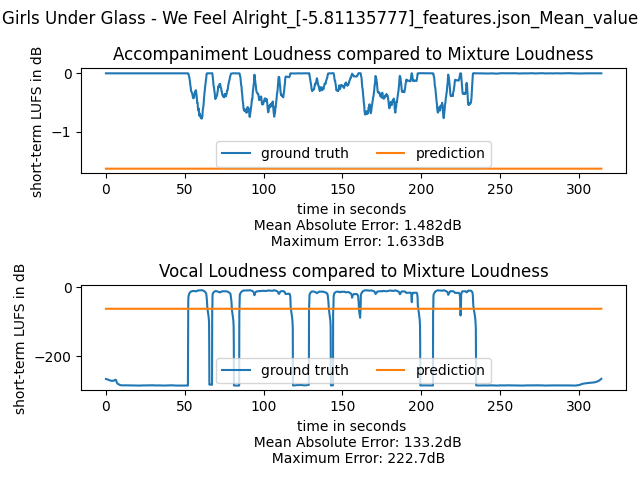 Girls Under Glass - We Feel Alright_[-5.81135777]_features.json_Mean_value
Accompaniment Loudness compared to Mixture Loudness
short-term LUFS in dB
0
−1
ground truth
prediction
0 50 100 150 200 250 300
time in seconds
Mean Absolute Error: 1.482dB
Maximum Error: 1.633dB
Vocal Loudness compared to Mixture Loudness
short-term LUFS in dB
0
−200
ground truth
prediction
0 50 100 150 200 250 300
time in seconds
Mean Absolute Error: 133.2dB
Maximum Error: 222.7dB